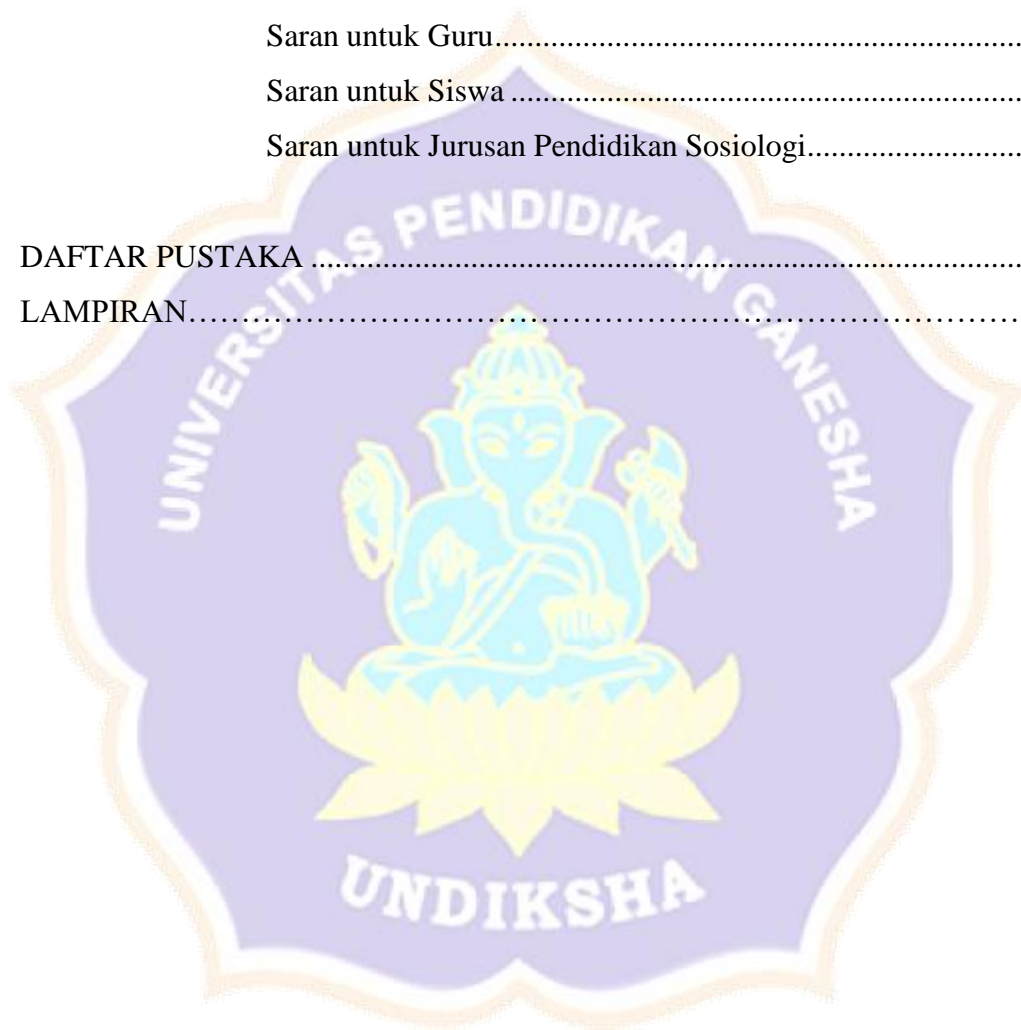 Saran untuk Guru..................................................................
Saran untuk Siswa ................................................................
Saran untuk Jurusan Pendidikan Sosiologi...........................
DAFTAR PUSTAKA .........................................................................................
LAMPIRAN……………………………………………………………………
UNIVERSITAS PENDIDIKAN GANESHA
UNDIKSHA